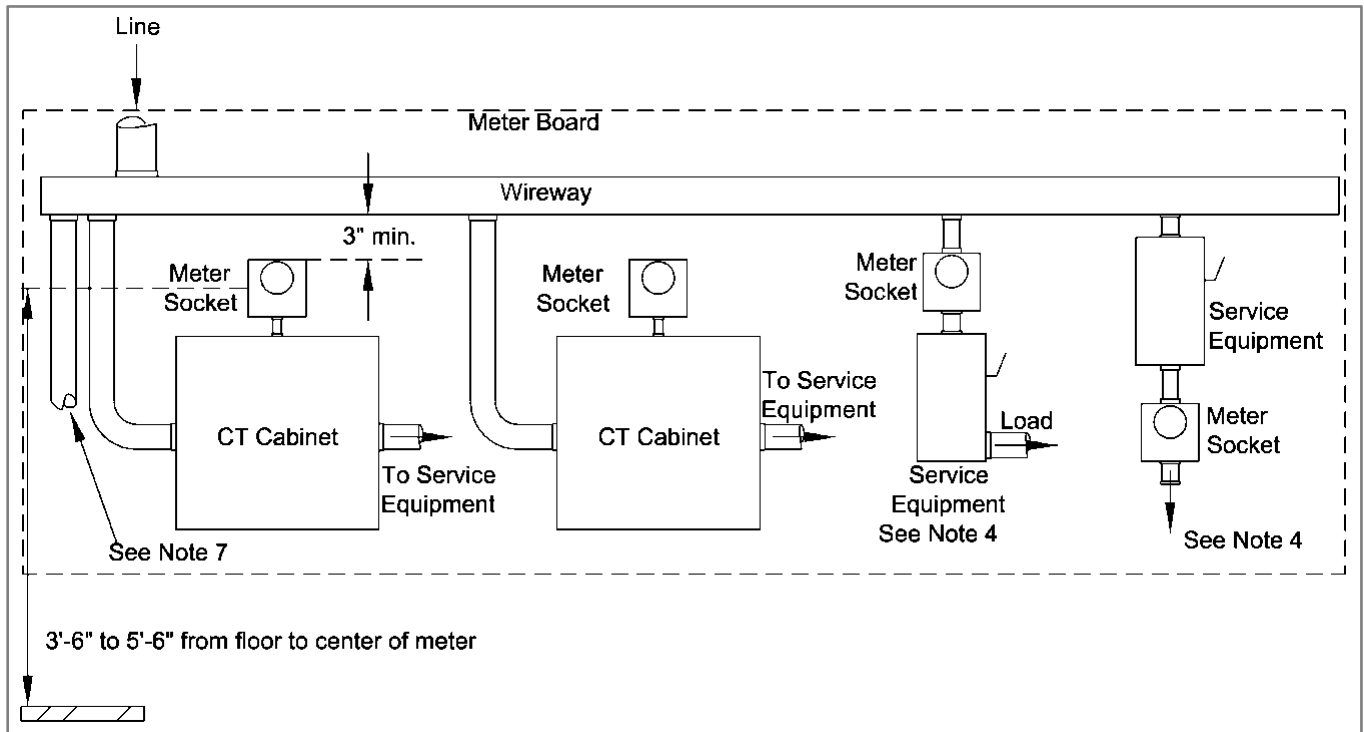 Line
Meter Board
Wireway
3" min.
Meter
Socket
Meter
Socket
Meter
Socket
Service
Equipment
To Service
Equipment
CT Cabinet
CT Cabinet
Load
Meter
Socket
To Service
Equipment
Service
Equipment
See Note 4
See Note 7
See Note 4
3'-6" to 5'-6" from floor to center of meter